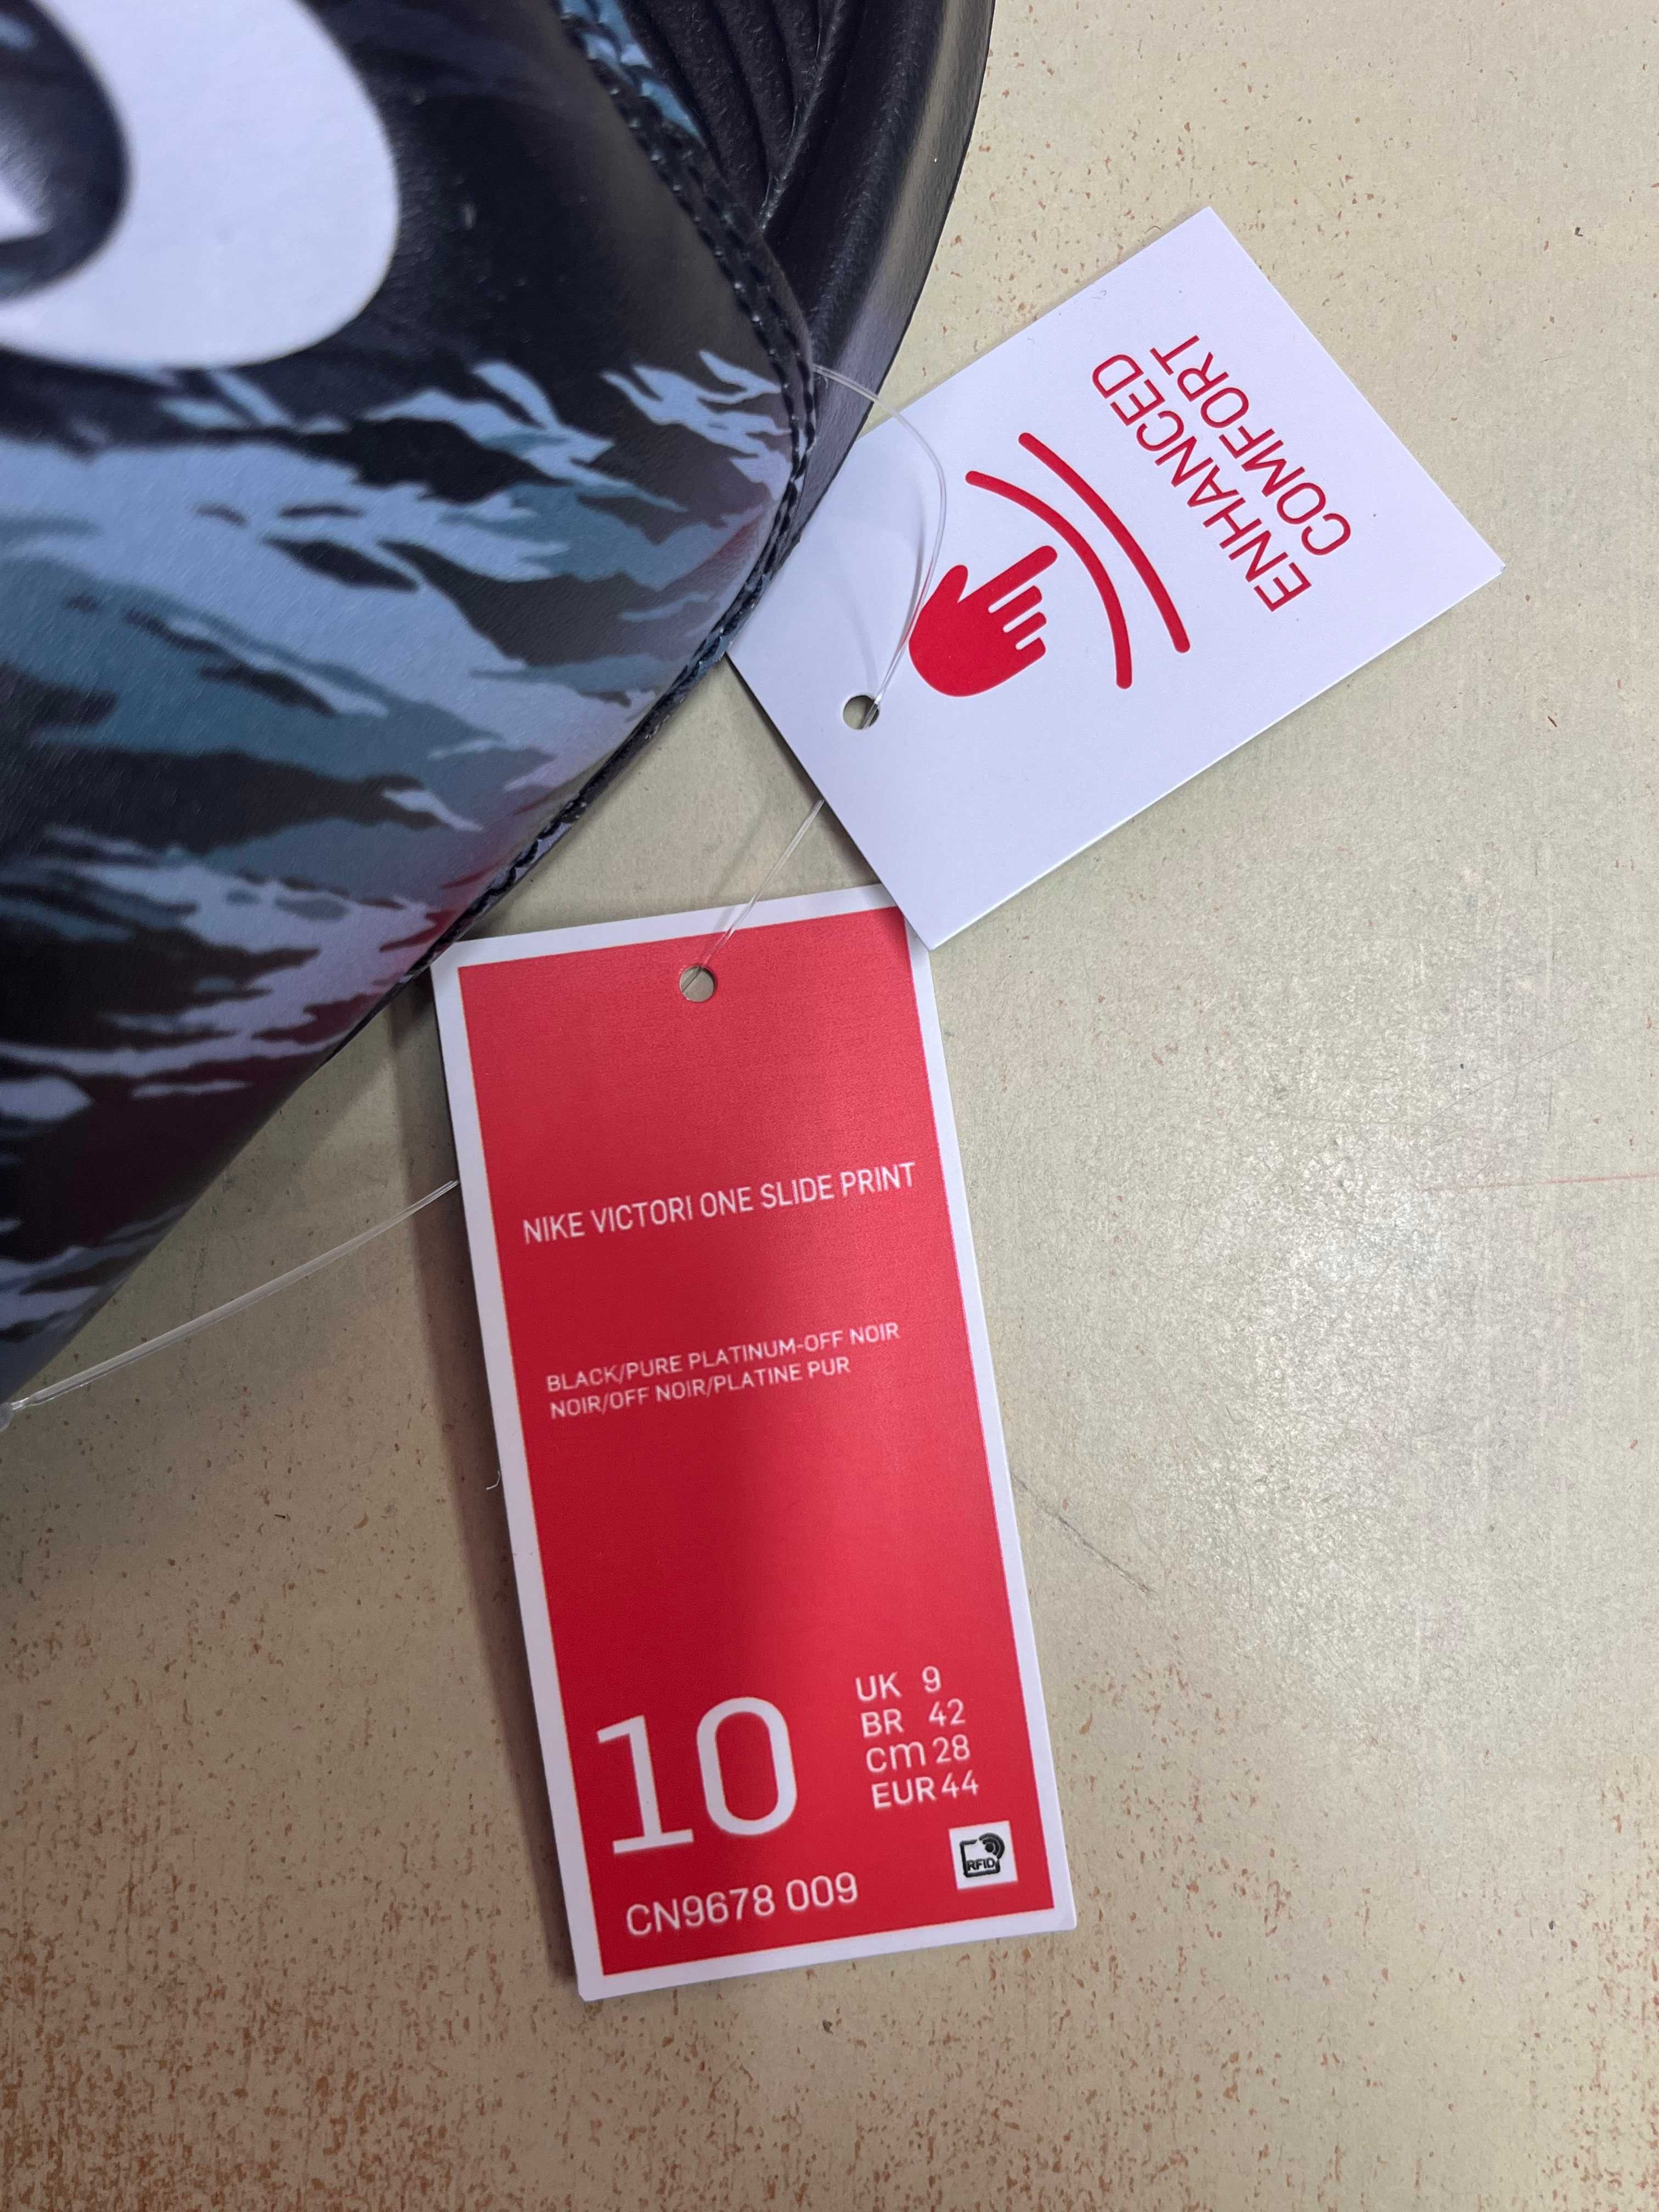 ENHANCED
COMFORT
NIKE VICTORI ONE SLIDE PRINT
BLACK/PURE PLATINUM-OFF NOIR
NOIR/OFF NOIR/PLATINE PUR
10
UK 9
BR 42
cm 28
EUR 44
RFID
CN9678 009